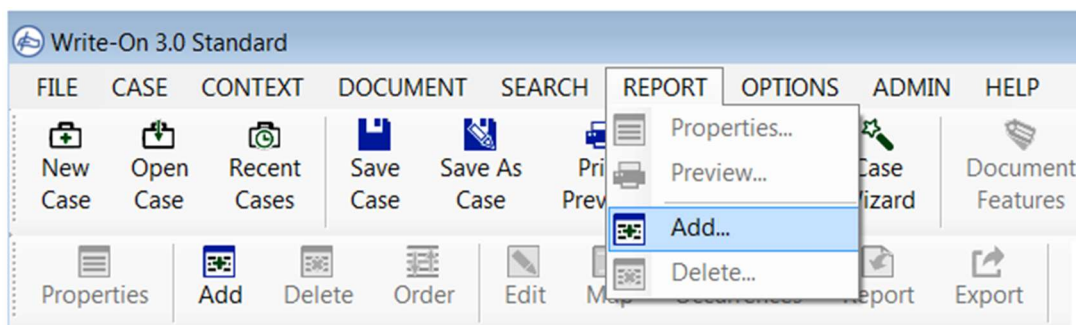 Write-On 3.0 Standard
FILE CASE CONTEXT DOCUMENT SEARCH REPORT OPTIONS ADMIN HELP
Properties...
Preview...
Add...
Delete...
New Case
Open Case
Recent Cases
Save Case
Save As Case
Document Features
Properties Add Delete Order Edit Export